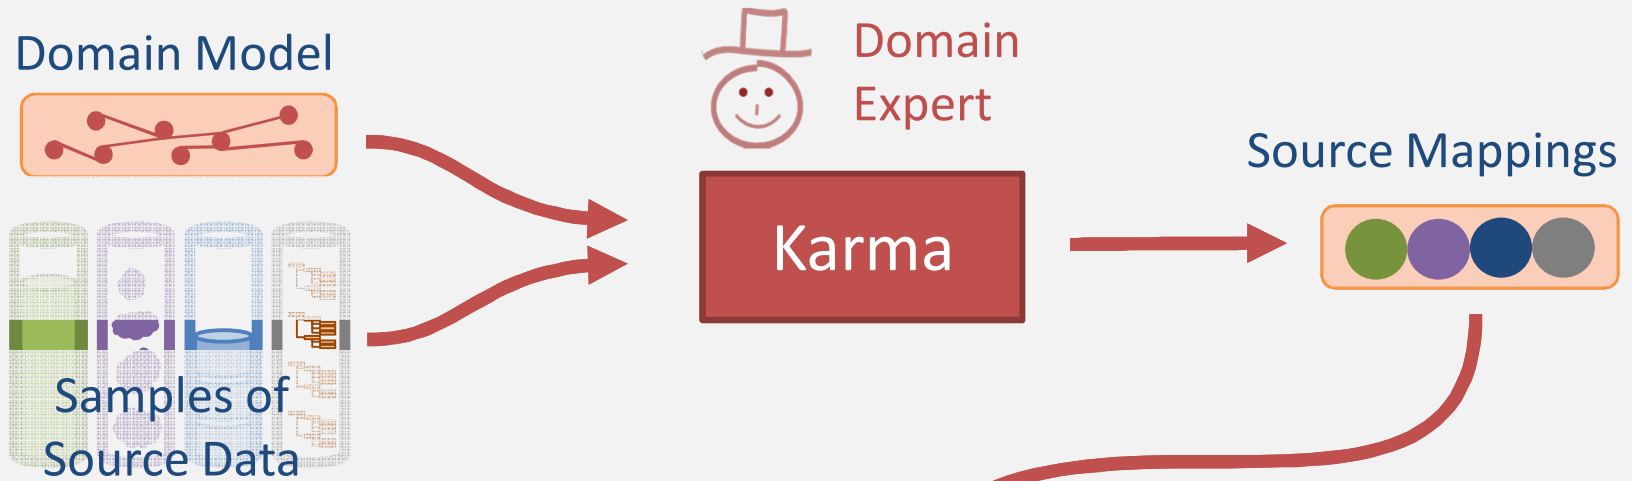 Domain Model
Domain
Expert
Source Mappings
Karma
Samples of
Source Data